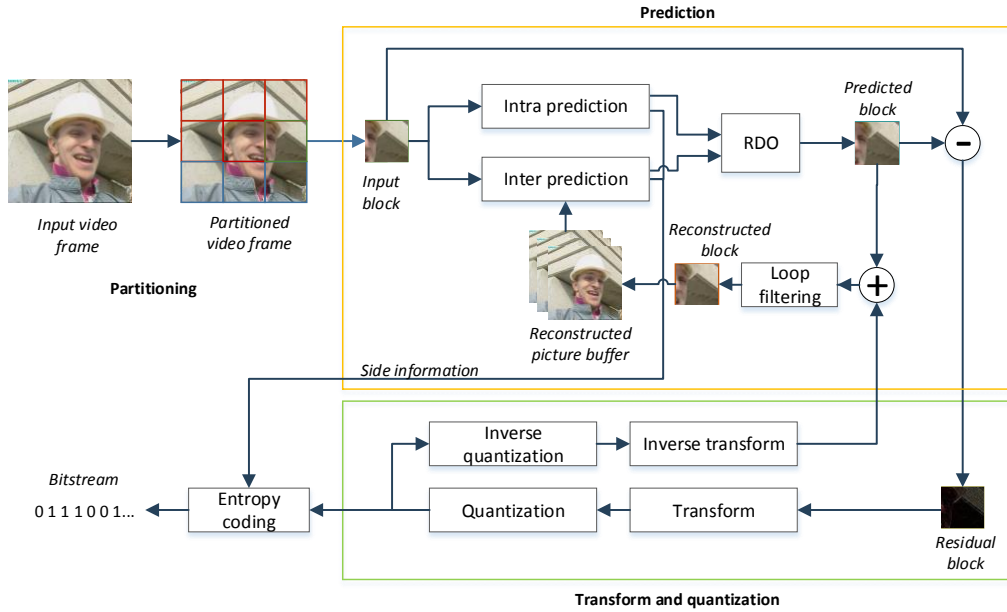 Prediction
Intra prediction
Inter prediction
RDO
Predicted
block
-
Input
block
Input video
frame
Partitioned
video frame
Partitioning
Reconstructed
block
Loop
filtering
+
Reconstructed
picture buffer
Side information
Inverse
quantization
Inverse transform
Bitstream
0 1 1 1 0 0 1...
Entropy
coding
Quantization
Transform
Residual
block
Transform and quantization